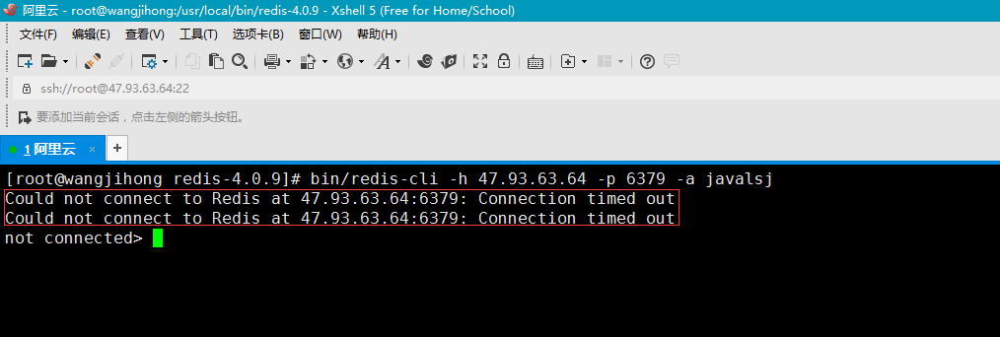 阿里云 - root@wangjihong:/usr/local/bin/redis-4.0.9 - Xshell 5 (Free for Home/School)
文件(F) 编辑(E) 查看(V) 工具(T) 选项卡(B) 窗口(W) 帮助(H)
ssh://root@47.93.63.64:22
要添加当前会话，点击左侧的箭头按钮。
1 阿里云 × +
[root@wangjihong redis-4.0.9]# bin/redis-cli -h 47.93.63.64 -p 6379 -a javalsj
Could not connect to Redis at 47.93.63.64:6379: Connection timed out
Could not connect to Redis at 47.93.63.64:6379: Connection timed out
not connected>